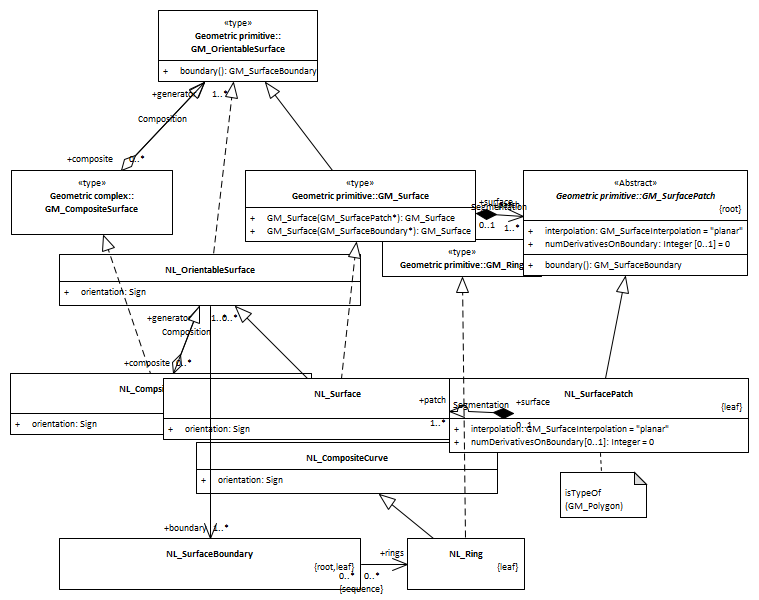 «type»
Geometric primitive::
GM_OrientableSurface
+ boundary(): GM_SurfaceBoundary
+generator 1..*
Composition
+composite 0..*
«type»
Geometric complex::
GM_CompositeSurface
«type»
Geometric primitive::GM_Surface
+ GM_Surface(GM_SurfacePatch*): GM_Surface
+ GM_Surface(GM_SurfaceBoundary*): GM_Surface
+surface
Segmentation
0..1 1..*
«Abstract»
Geometric primitive::GM_SurfacePatch
{root}
+ interpolation: GM_SurfaceInterpolation = "planar"
+ numDerivativesOnBoundary: Integer [0..1] = 0
+ boundary(): GM_SurfaceBoundary
«type»
Geometric primitive::GM_Ring
NL_OrientableSurface
+ orientation: Sign
+generator 1..*
Composition
+composite 0..*
NL_Composi
+ orientation: Sign
NL_Surface
+ orientation: Sign
+patch
1..*
Segmentation
+surface
0..1
NL_SurfacePatch
{leaf}
+ interpolation: GM_SurfaceInterpolation = "planar"
+ numDerivativesOnBoundary[0..1]: Integer = 0
NL_CompositeCurve
+ orientation: Sign
isTypeOf
(GM_Polygon)
+boundary 1..*
NL_SurfaceBoundary
{root,leaf}
+rings
0..* 0..*
{sequence}
NL_Ring
{leaf}